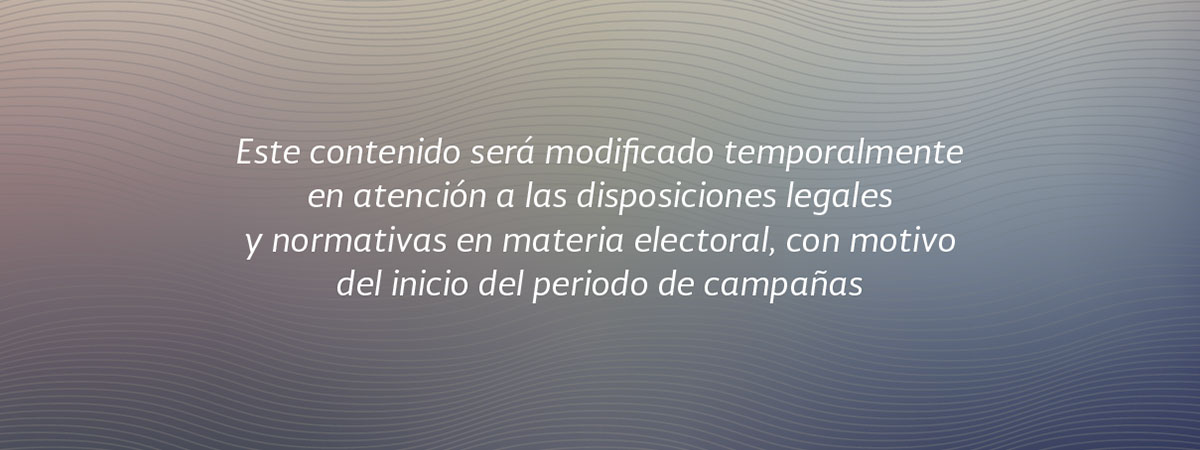 Este contenido será modificado temporalmente
en atención a las disposiciones legales
y normativas en materia electoral, con motivo
del inicio del periodo de campañas